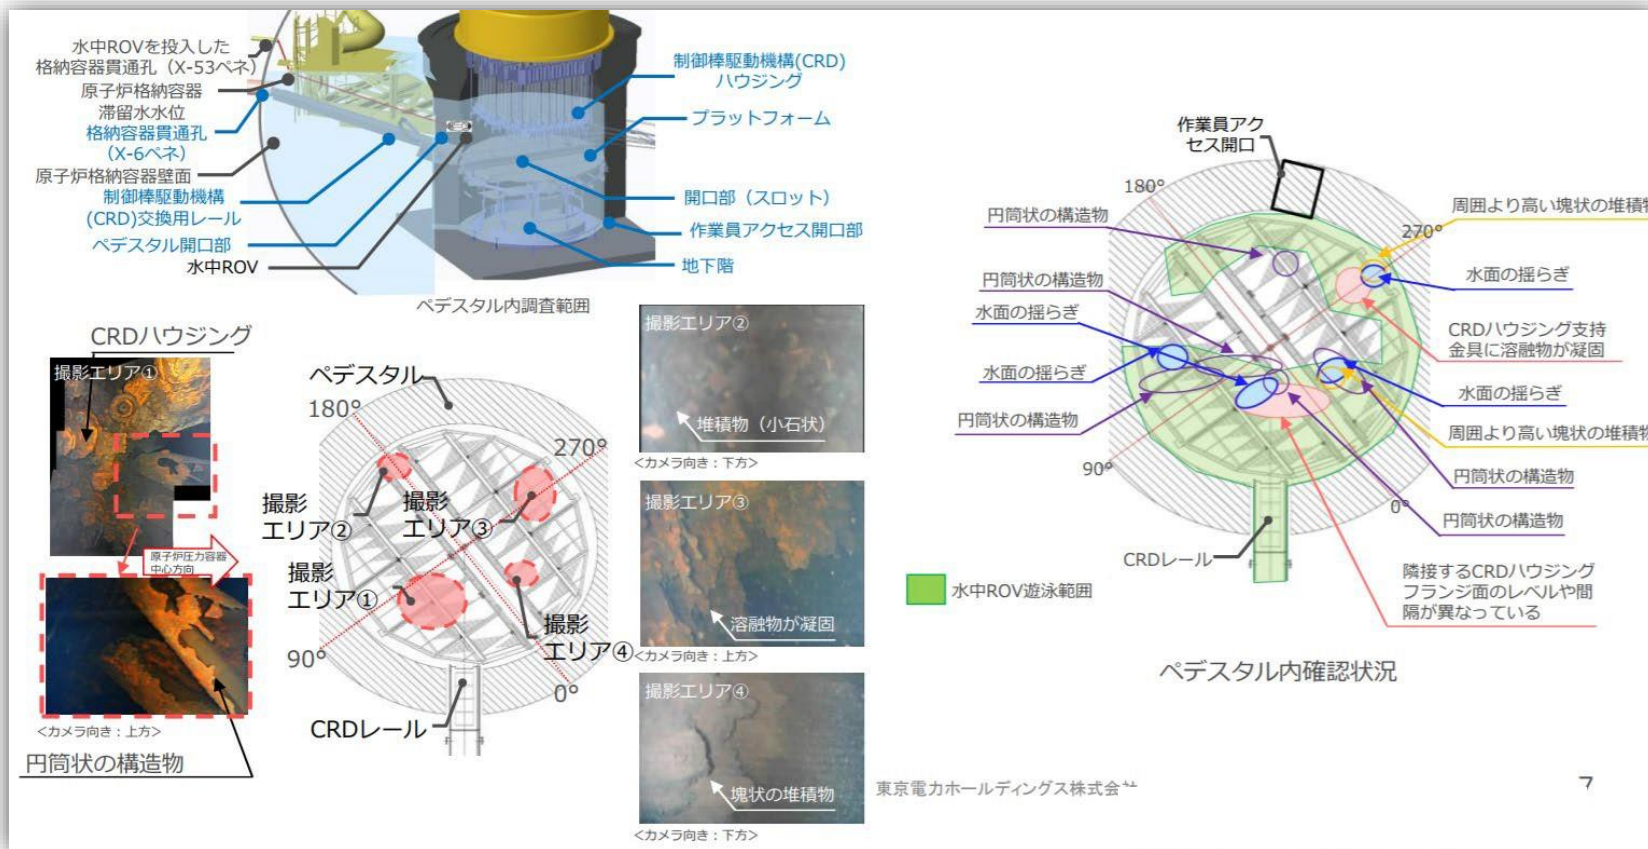 水中ROVを投入した
格納容器貫通孔（X-53ペネ）
原子炉格納容器
滞留水水位
格納容器貫通孔
（X-6ペネ）
原子炉格納容器壁面
制御棒駆動機構
(CRD)交換用レール
ペデスタル開口部
水中ROV
制御棒駆動機構(CRD)
ハウジング
プラットフォーム
開口部（スロット）
作業員アクセス開口部
地下階
ペデスタル内調査範囲
CRDハウジング
撮影エリア①
原子炉圧力容器
中心方向
<カメラ向き：上方>
円筒状の構造物
ペデスタル
180°
270°
撮影
エリア②
撮影
エリア③
撮影
エリア①
撮影
エリア④
90°
0°
CRDレール
撮影エリア②
堆積物（小石状）
<カメラ向き：下方>
撮影エリア③
溶融物が凝固
<カメラ向き：上方>
撮影エリア④
塊状の堆積物
<カメラ向き：下方>
作業員アク
セス開口
180°
円筒状の構造物
周囲より高い塊状の堆積物
270°
円筒状の構造物
水面の揺らぎ
水面の揺らぎ
CRDハウジング支持
金具に溶融物が凝固
水面の揺らぎ
水面の揺らぎ
円筒状の構造物
周囲より高い塊状の堆積物
90°
円筒状の構造物
0°
円筒状の構造物
CRDレール
隣接するCRDハウジング
フランジ面のレベルや間
隔が異なっている
水中ROV遊泳範囲
ペデスタル内確認状況
東京電力ホールディングス株式会社
7